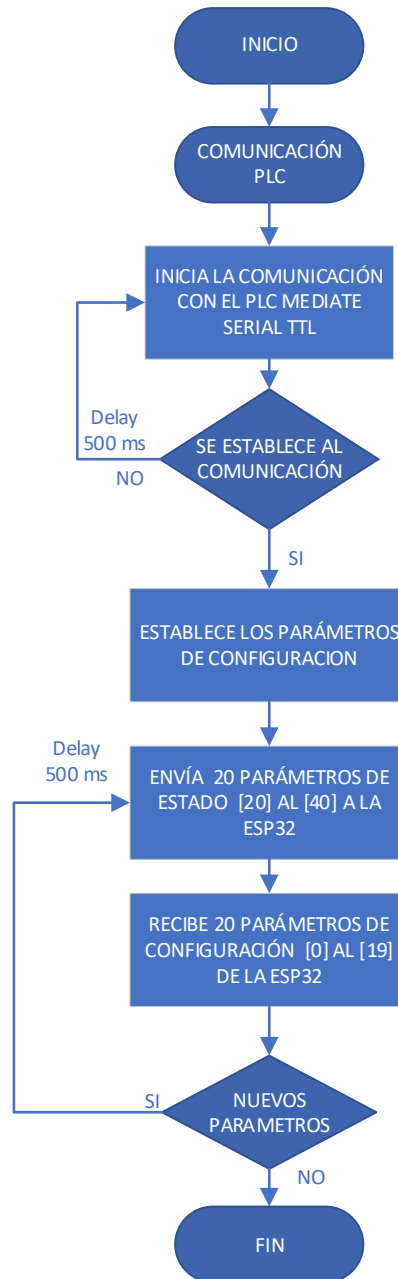 INICIO
COMUNICACIÓN
PLC
INICIA LA COMUNICACIÓN
CON EL PLC MEDIATE
SERIAL TTL
Delay
500 ms
NO
SE ESTABLECE AL
COMUNICACIÓN
SI
ESTABLECE LOS PARÁMETROS
DE CONFIGURACION
Delay
500 ms
ENVÍA 20 PARÁMETROS DE
ESTADO [20] AL [40] A LA
ESP32
RECIBE 20 PARÁMETROS DE
CONFIGURACIÓN [0] AL [19]
DE LA ESP32
SI
NUEVOS
PARAMETROS
NO
FIN